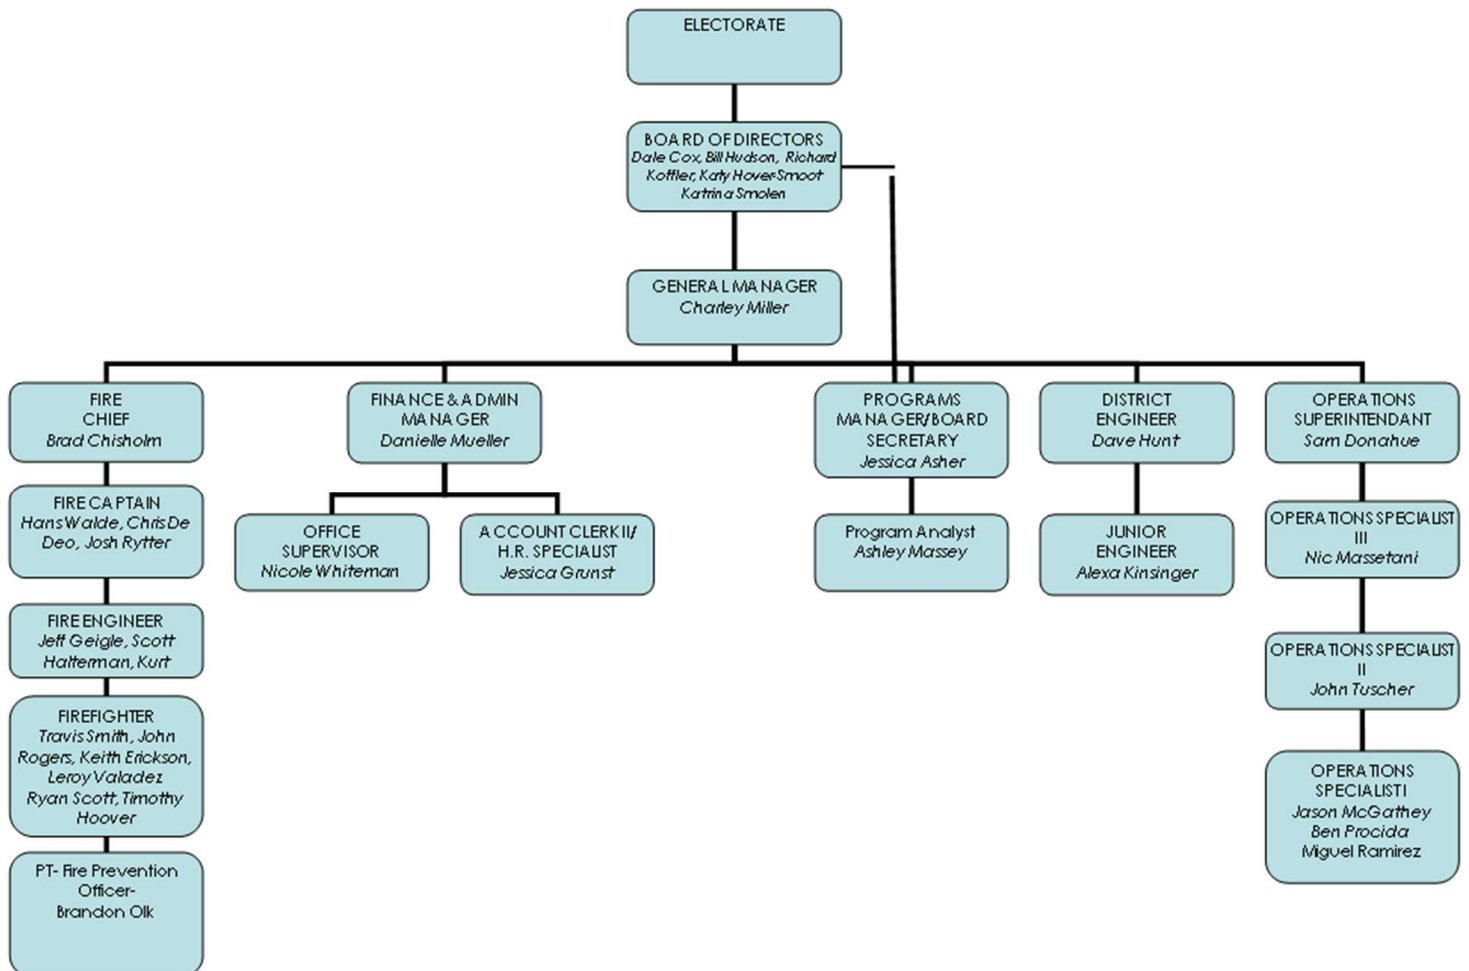 ELECTORATE
BOARD OF DIRECTORS
Dale Cox, Bill Hudson, Richard
Koffler, Katy Hover-Smoot
Katrina Smolen
GENERAL MANAGER
Charley Miller
FIRE
CHIEF
Brad Chisholm
FINANCE & ADMIN
MANAGER
Danielle Mueller
PROGRAMS
MANAGER/BOARD
SECRETARY
Jessica Asher
DISTRICT
ENGINEER
Dave Hunt
OPERATIONS
SUPERINTENDANT
Sam Donahue
FIRE CAPTAIN
Hans Walde, Chris De
Deo, Josh Rytter
OFFICE
SUPERVISOR
Nicole Whiteman
ACCOUNT CLERK II/
H.R. SPECIALIST
Jessica Grunst
Program Analyst
Ashley Massey
JUNIOR
ENGINEER
Alexa Kinsinger
OPERATIONS SPECIALIST
III
Nic Massetani
FIRE ENGINEER
Jeff Geigle, Scott
Halterman, Kurt
OPERATIONS SPECIALIST
II
John Tuscher
FIREFIGHTER
Travis Smith, John
Rogers, Keith Erickson,
Leroy Valadez
Ryan Scott, Timothy
Hoover
OPERATIONS
SPECIALIST I
Jason McGathey
Ben Procida
Miguel Ramirez
PT- Fire Prevention
Officer-
Brandon Olk